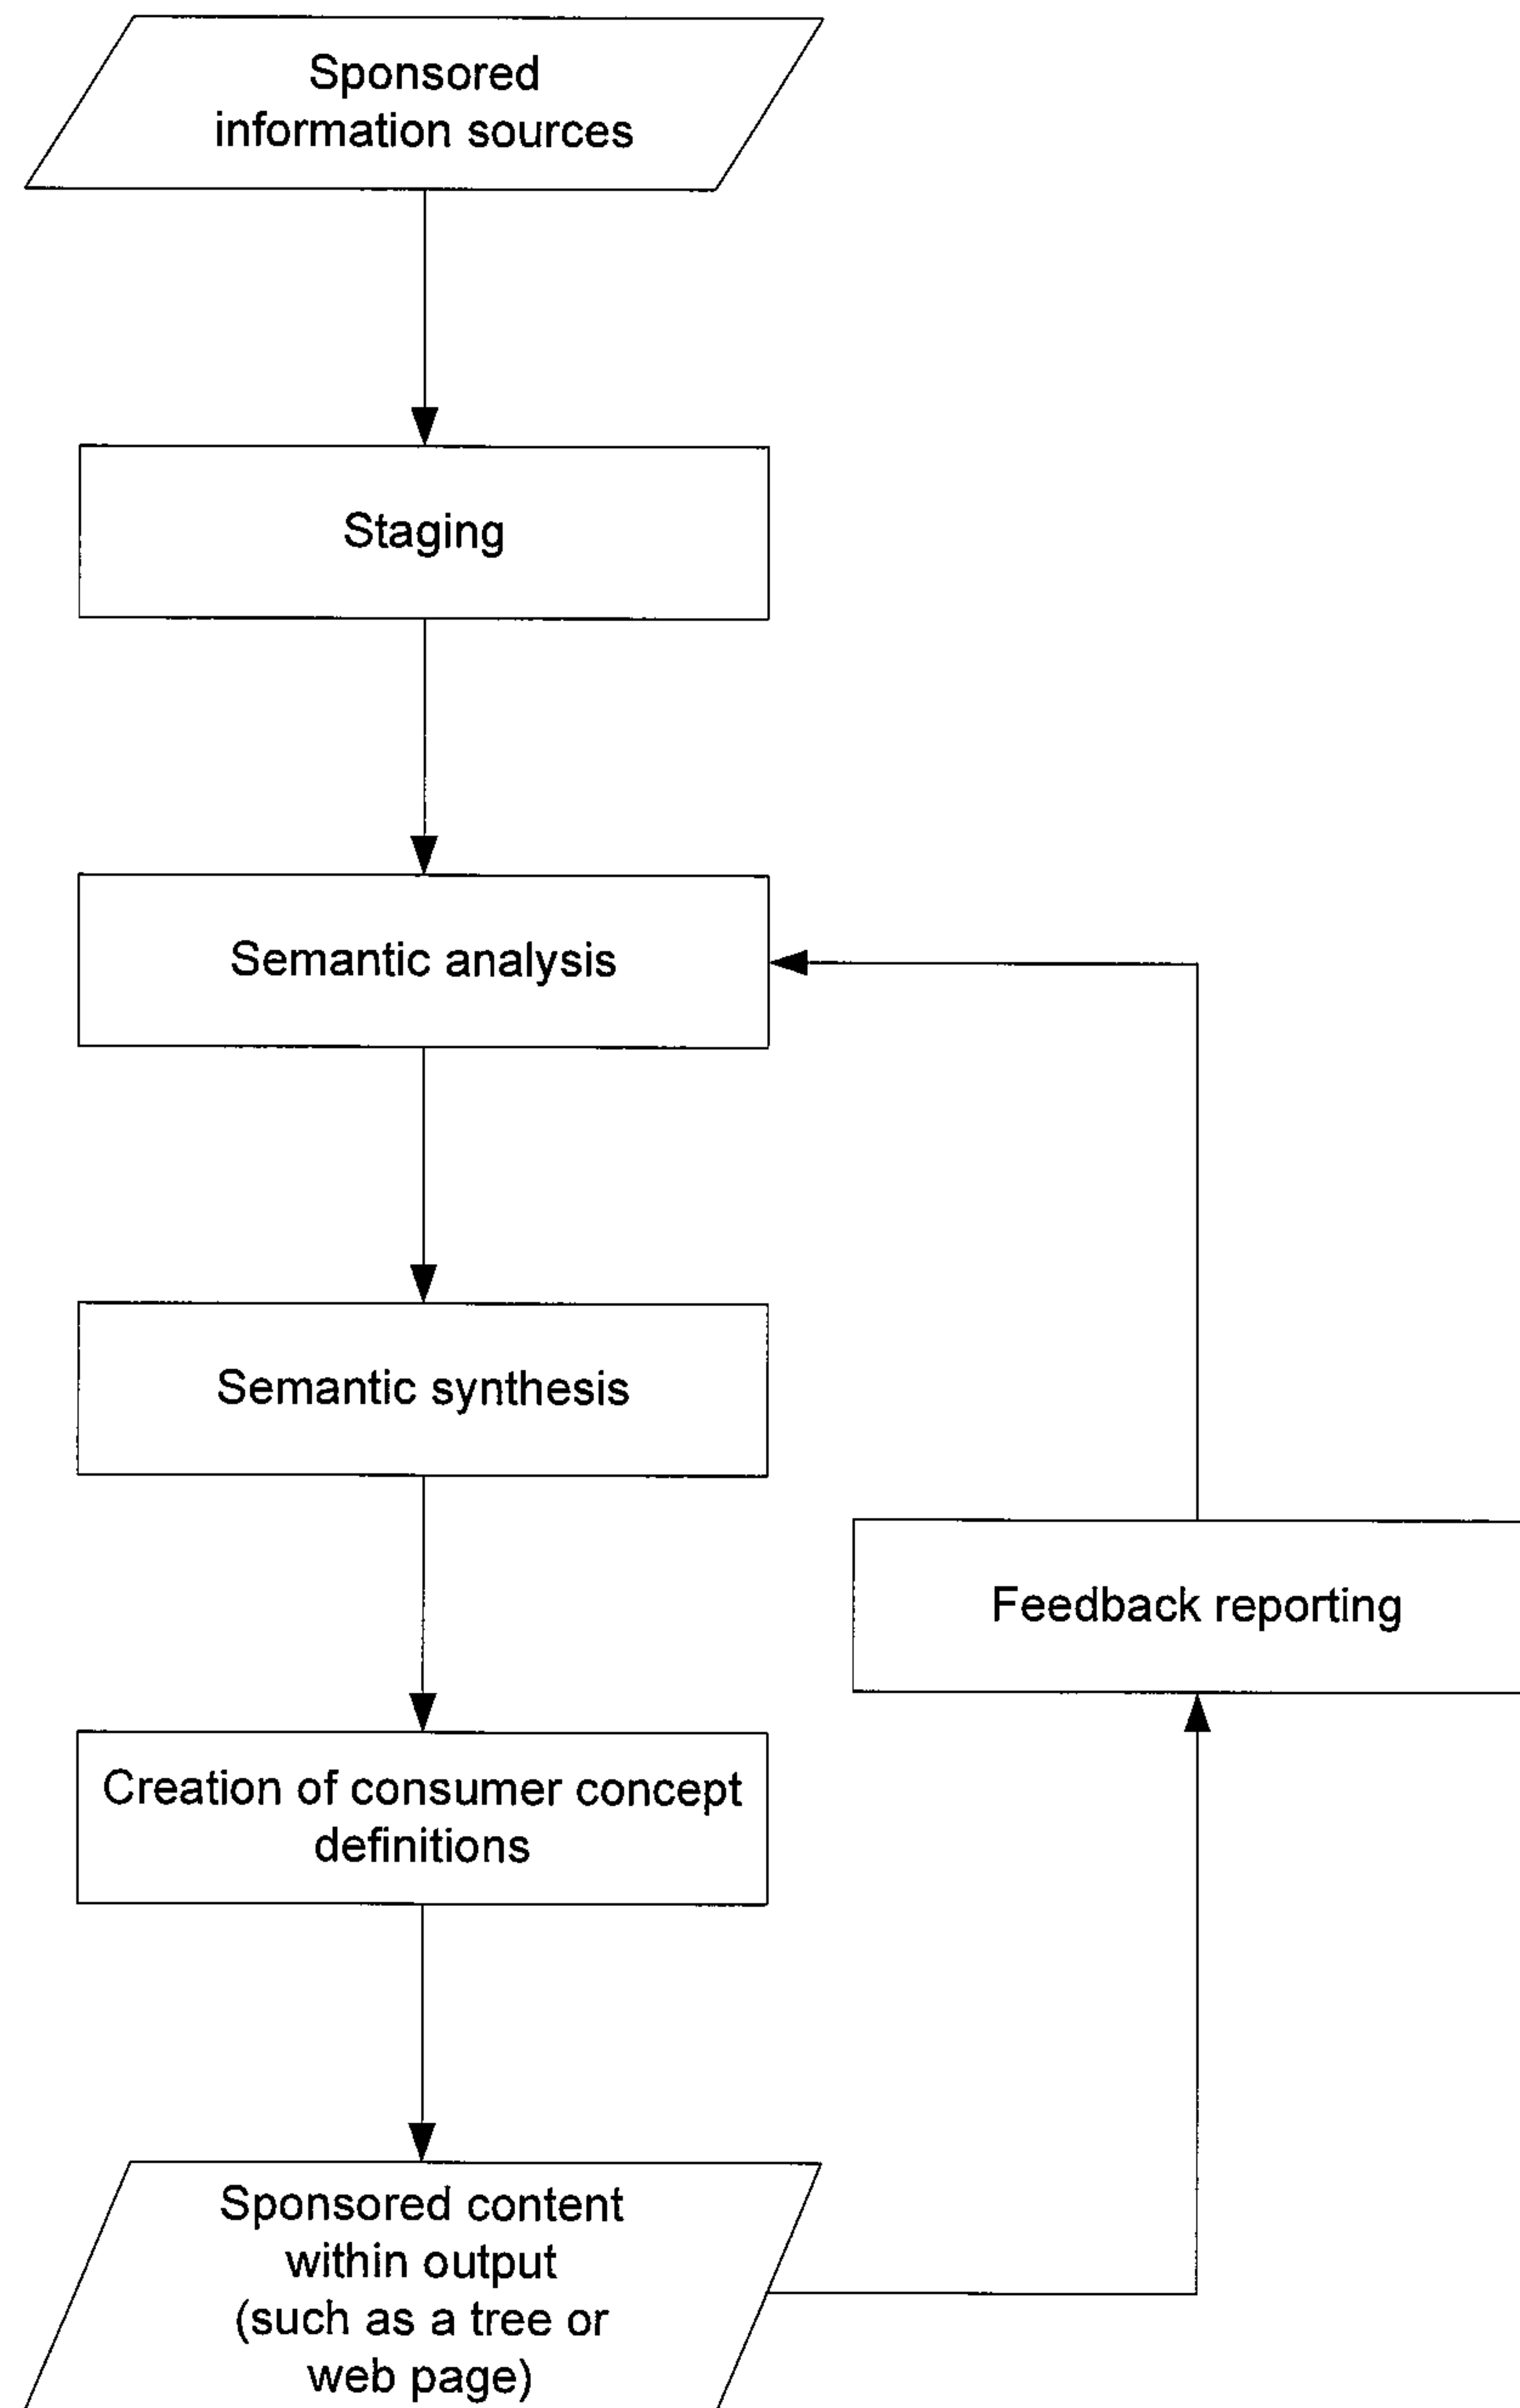 Sponsored
information sources
Staging
Semantic analysis
Semantic synthesis
Feedback reporting
Creation of consumer concept
definitions
Sponsored content
within output
(such as a tree or
web page)